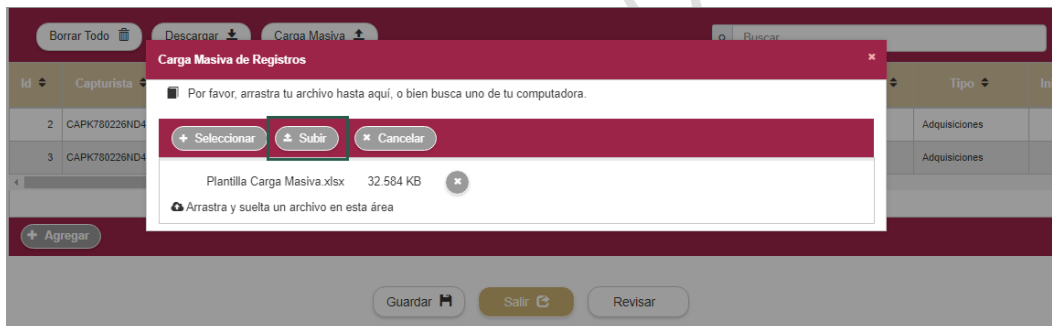 Borrar Todo Descargar Carga Masiva Buscar
Carga Masiva de Registros
Id Capturista Tipo In
Por favor, arrastra tu archivo hasta aquí, o bien busca uno de tu computadora.
2 CAPK780226ND4 Adquisiciones
+ Seleccionar Subir × Cancelar
3 CAPK780226ND4 Adquisiciones
Plantilla Carga Masiva.xlsx 32.584 KB
Arrastra y suelta un archivo en esta área
+ Agregar
Guardar Salir Revisar